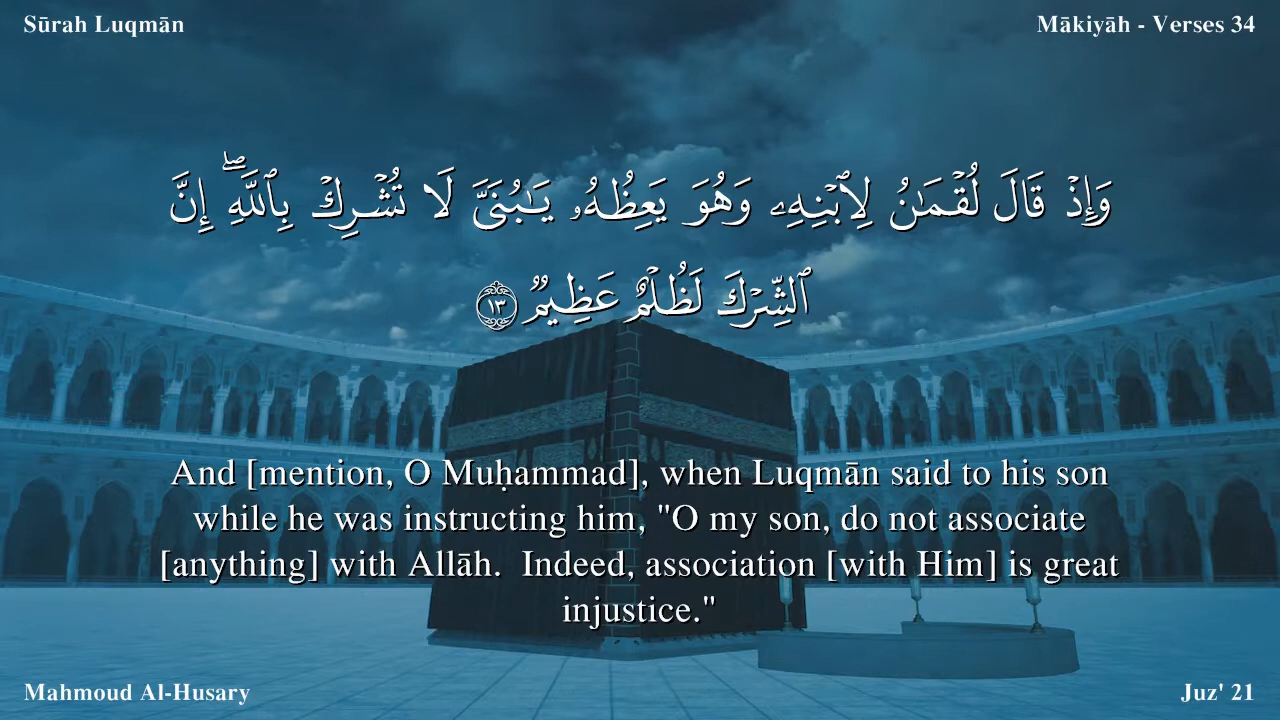 Sūrah Luqmān
Mākiyāh - Verses 34
وَإِذْ قَالَ لُقْمَـٰنُ لِٱبْنِهِۦ وَهُوَ يَعِظُهُۥ يَـٰبُنَىَّ لَا تُشْرِكْ بِٱللَّهِ ۖ إِنَّ
ٱلشِّرْكَ لَظُلْمٌ عَظِيمٌۭ ١٣
And [mention, O Muḥammad], when Luqmān said to his son
while he was instructing him, "O my son, do not associate
[anything] with Allāh.  Indeed, association [with Him] is great
injustice."
Mahmoud Al-Husary
Juz' 21